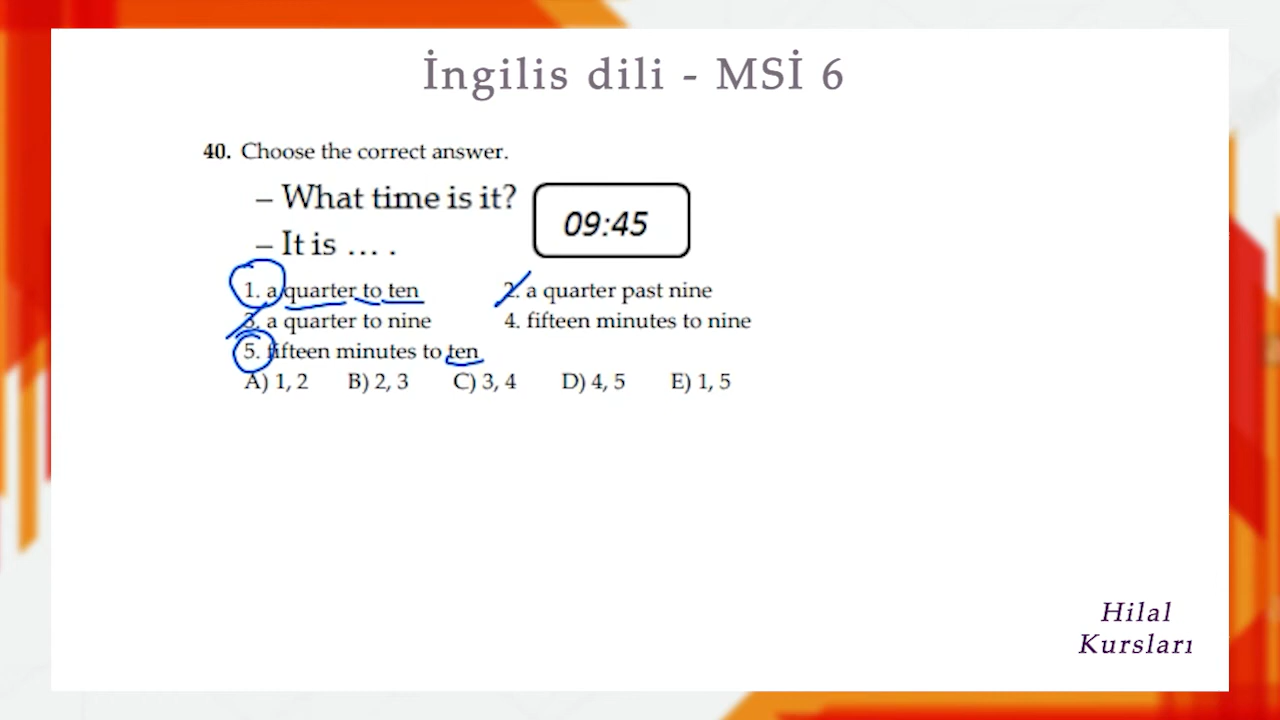 İngilis dili - MSİ 6
40. Choose the correct answer.
– What time is it?
09:45
– It is ... .
1. a quarter to ten 2. a quarter past nine
3. a quarter to nine 4. fifteen minutes to nine
5. fifteen minutes to ten
A) 1, 2 B) 2, 3 C) 3, 4 D) 4, 5 E) 1, 5
Hilal
Kursları